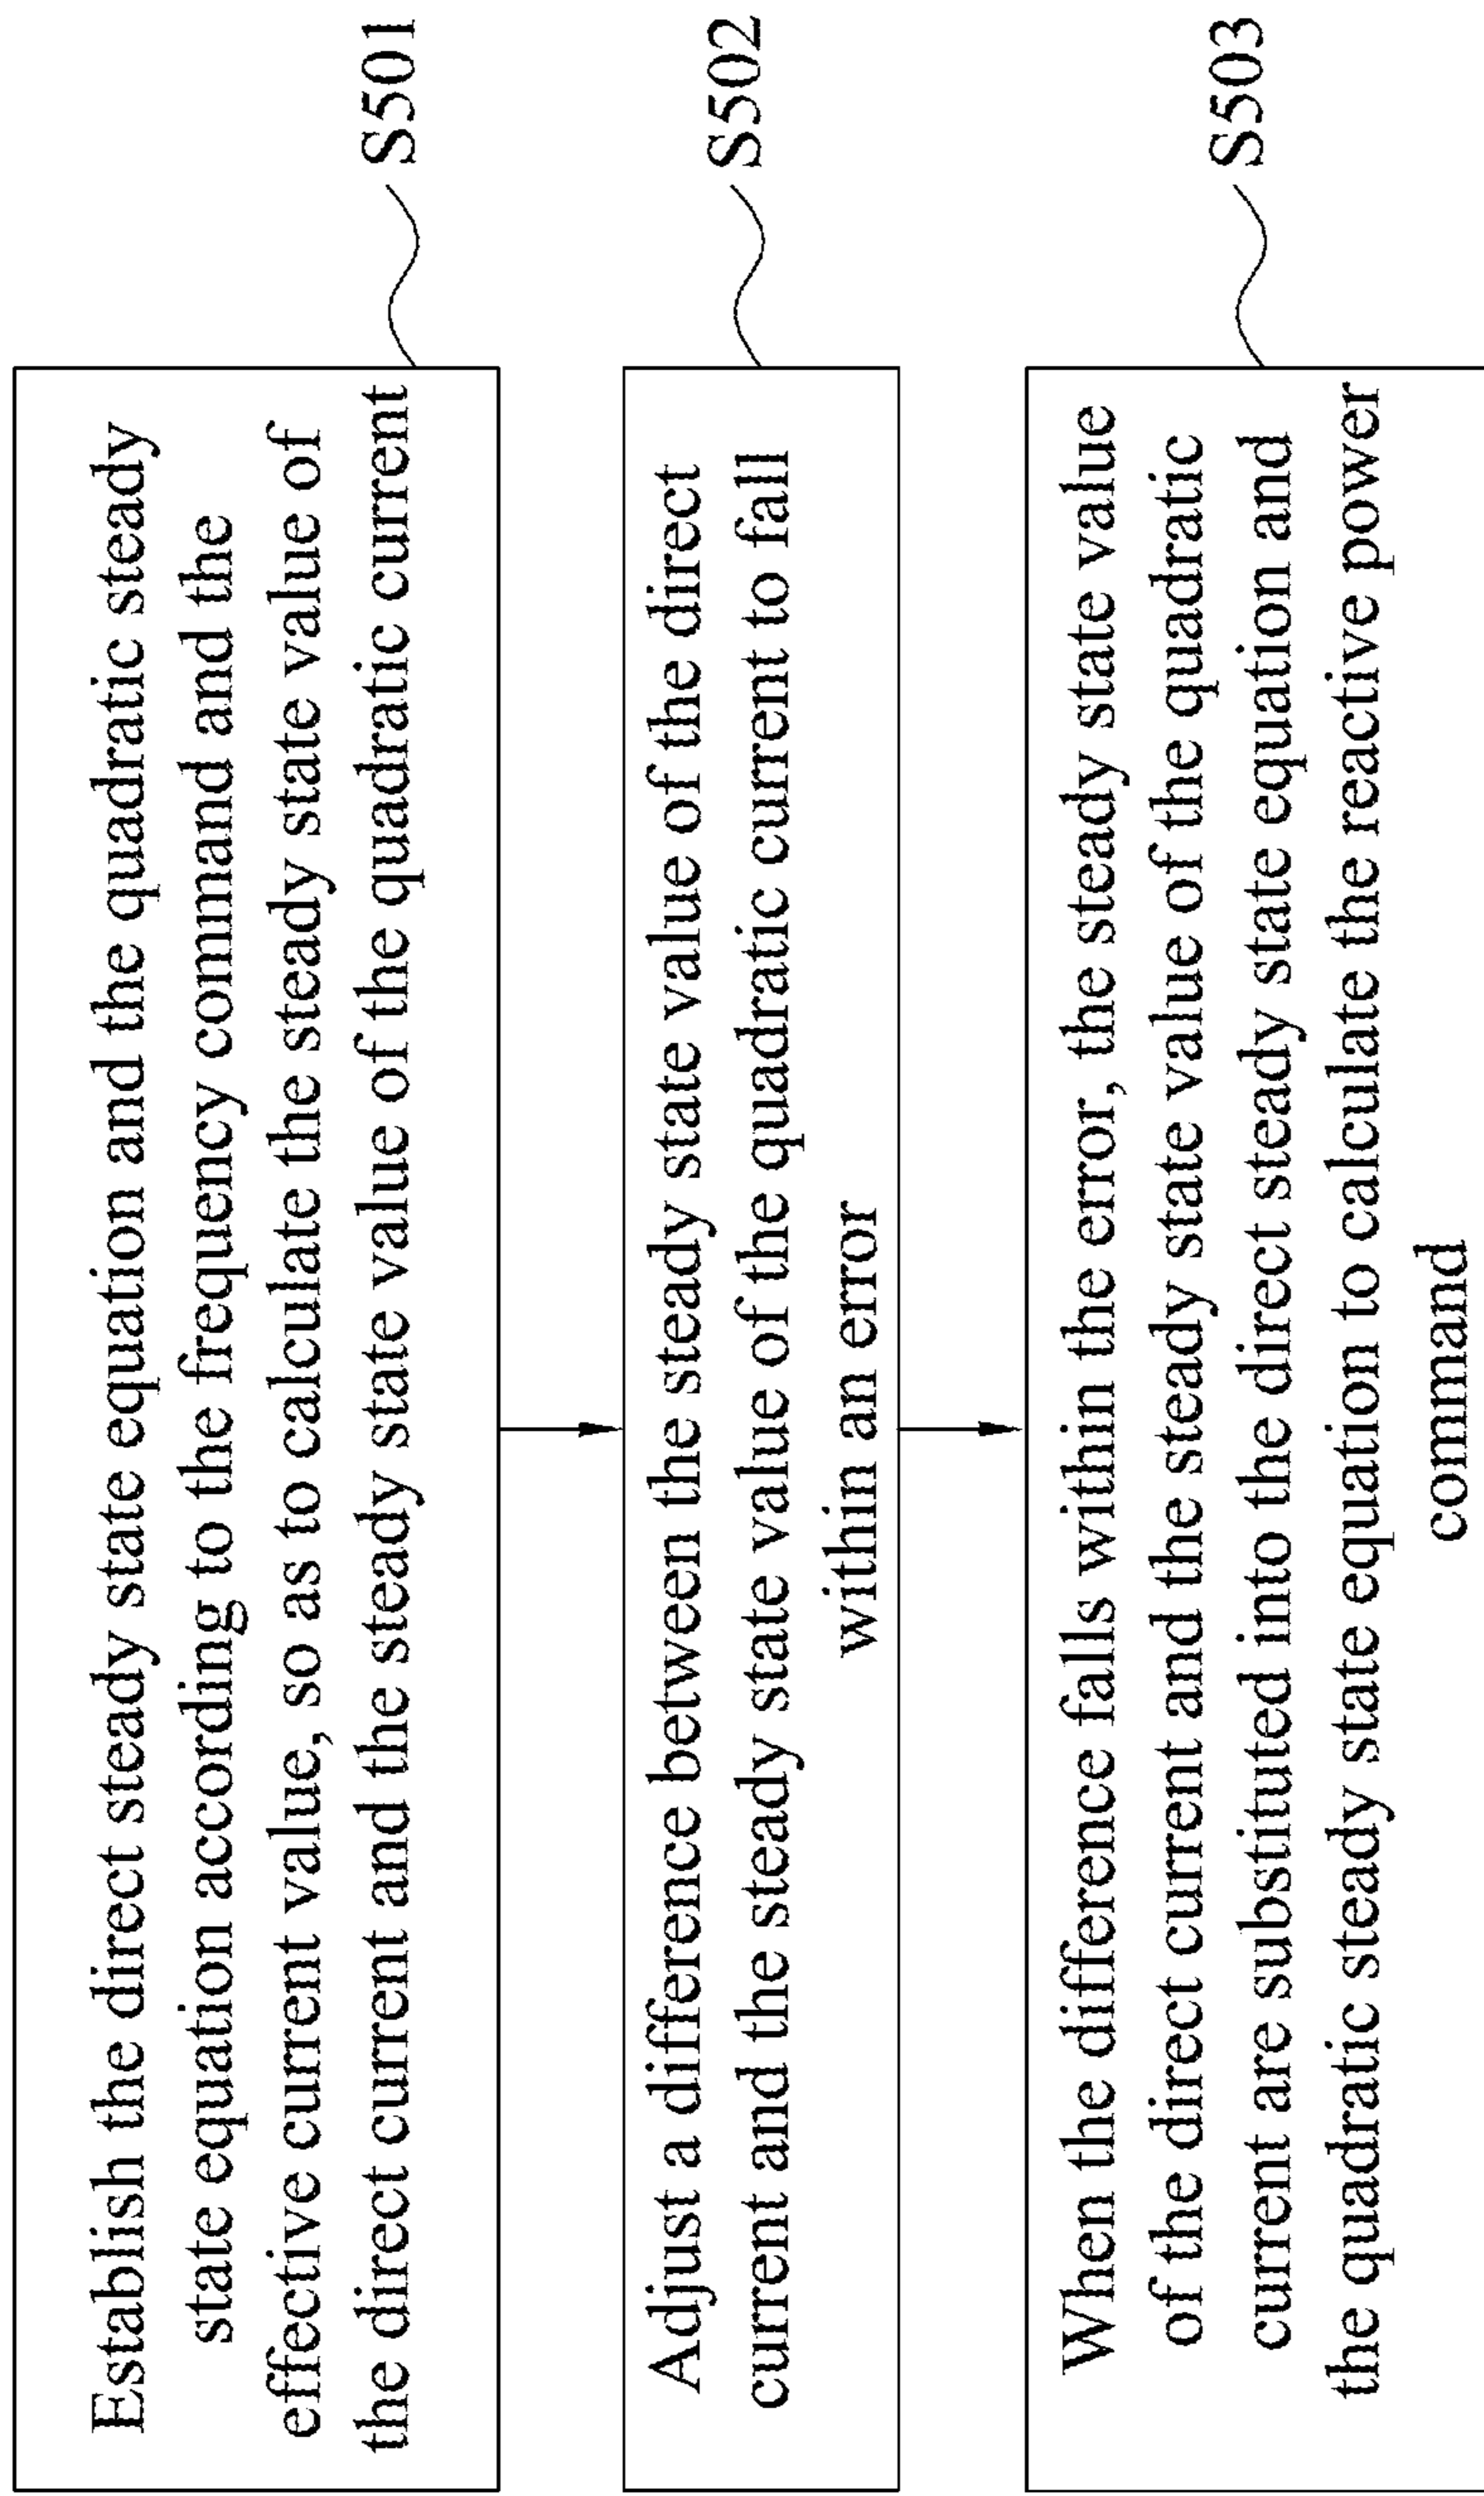 Establish the direct steady state equation and the quadratic steady
state equation according to the frequency command and the
effective current value, so as to calculate the steady state value of
the direct current and the steady state value of the quadratic current
S501
Adjust a difference between the steady state value of the direct
current and the steady state value of the quadratic current to fall
within an error
S502
When the difference falls within the error, the steady state value
of the direct current and the steady state value of the quadratic
current are substituted into the direct steady state equation and
the quadratic steady state equation to calculate the reactive power
command
S503